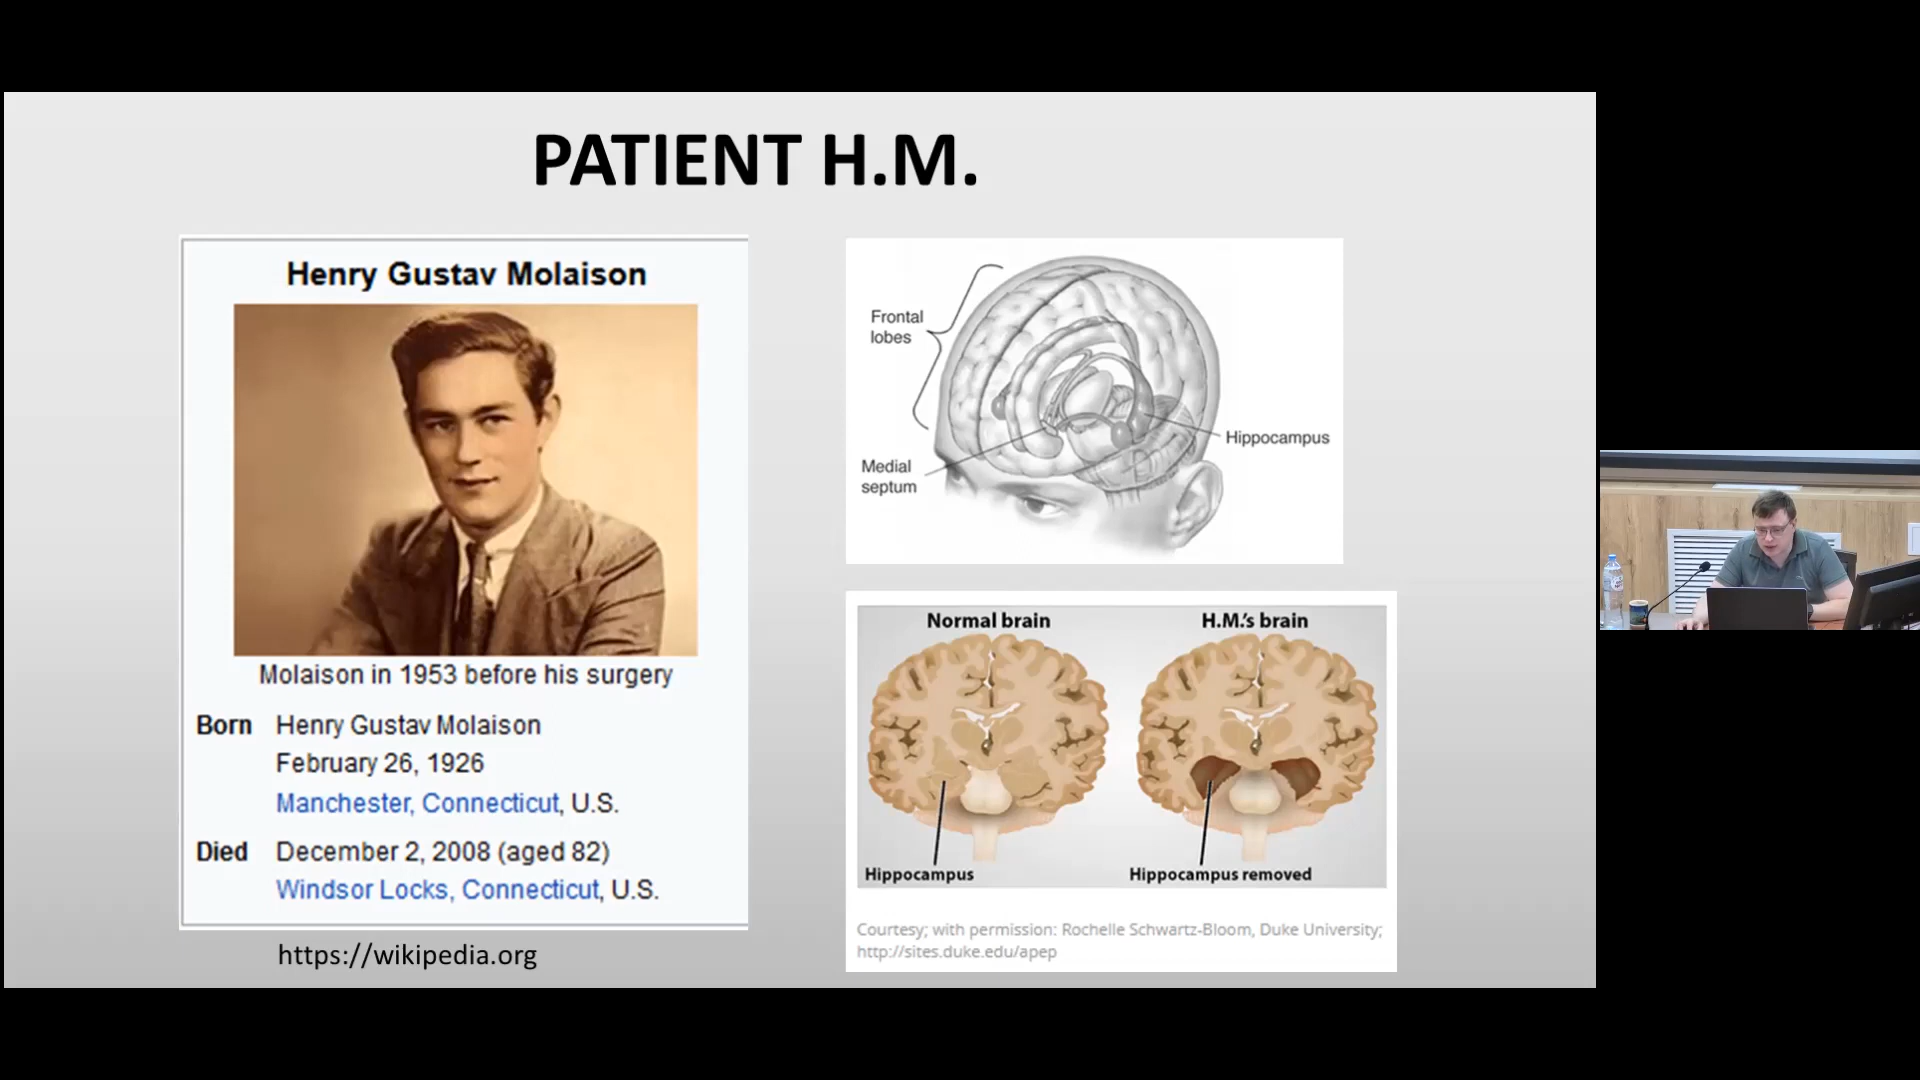 PATIENT H.M.
Henry Gustav Molaison
Molaison in 1953 before his surgery
Born Henry Gustav Molaison
February 26, 1926
Manchester, Connecticut, U.S.
Died December 2, 2008 (aged 82)
Windsor Locks, Connecticut, U.S.
https://wikipedia.org
Frontal
lobes
Medial
septum
Hippocampus
Normal brain
H.M.'s brain
Hippocampus
Hippocampus removed
Courtesy; with permission: Rochelle Schwartz-Bloom, Duke University;
http://sites.duke.edu/apep